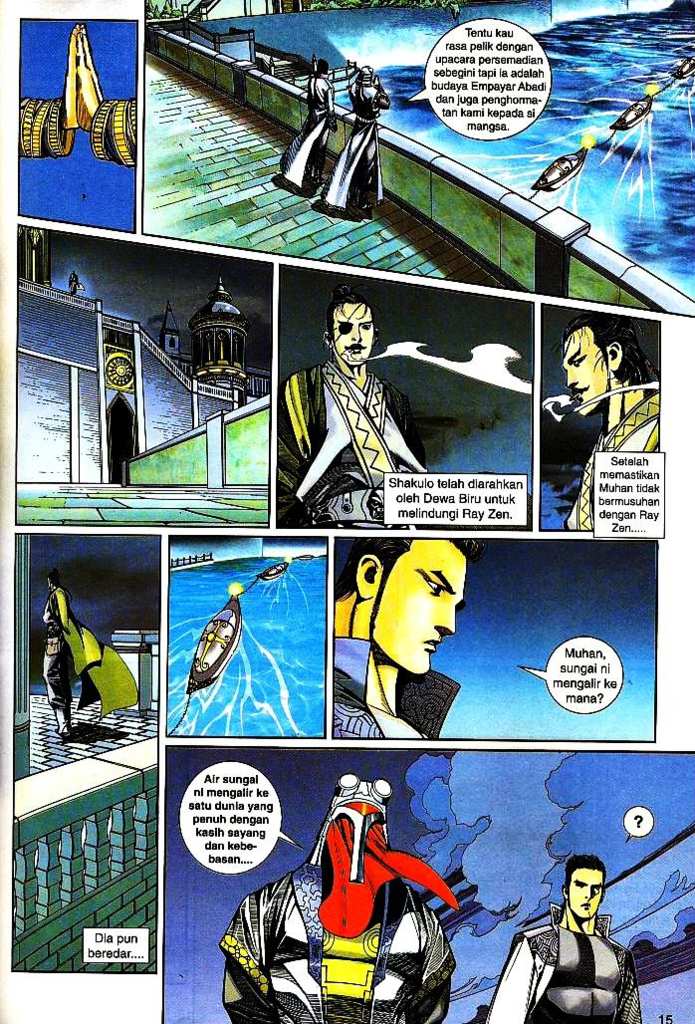 Tentu kau
rasa pelik dengan
upacara persemadian
sebegini tapi ia adalah
budaya Empayar Abadi
dan juga penghorma-
tan kami kepada si
mangsa.
Shakulo telah diarahkan
oleh Dewa Biru untuk
melindungi Ray Zen.
Setelah
memastikan
Muhan tidak
bermusuhan
dengan Ray
Zen.....
Dia pun
beredar....
Muhan,
sungai ni
mengalir ke
mana?
Air sungai
ni mengalir ke
satu dunia yang
penuh dengan
kasih sayang
dan kebe-
basan....
?
15